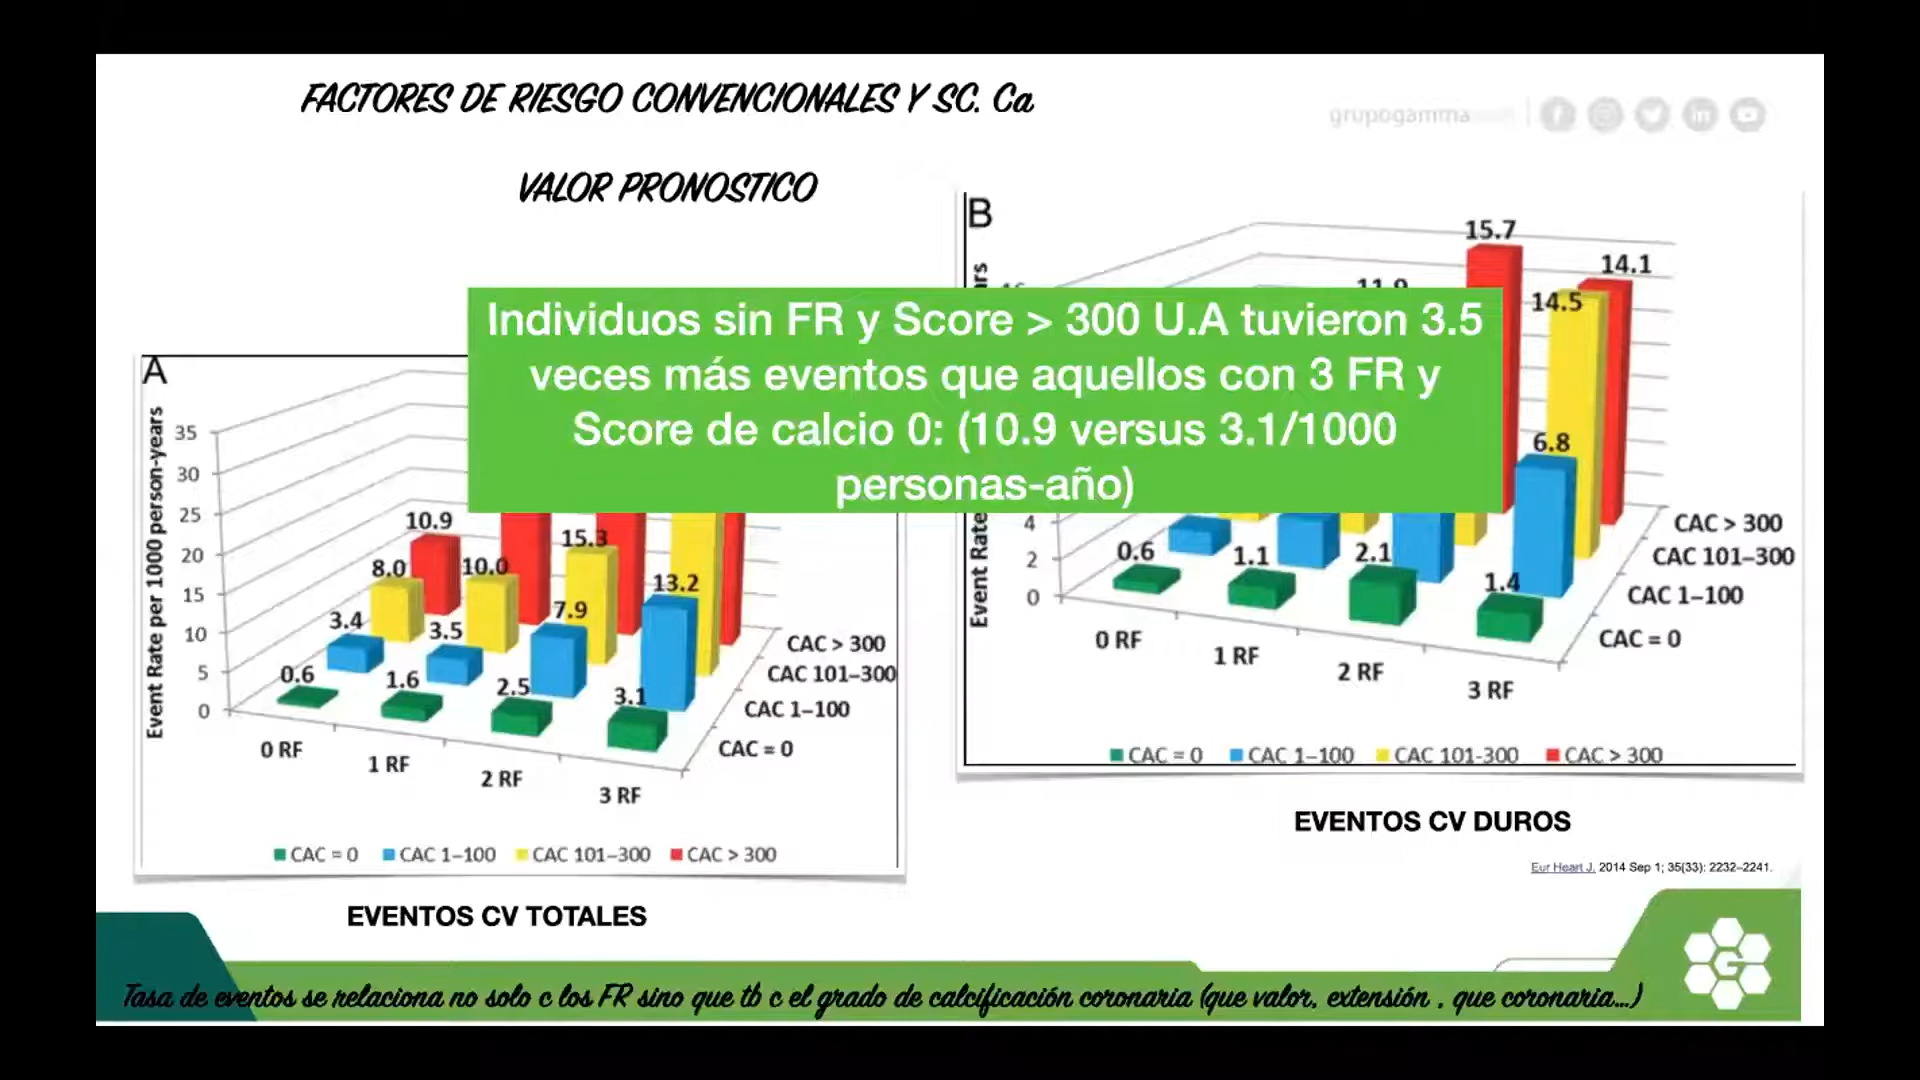 FACTORES DE RIESGO CONVENCIONALES Y SC. Ca
grupogamma
VALOR PRONOSTICO
Individuos sin FR y Score > 300 U.A tuvieron 3.5
veces más eventos que aquellos con 3 FR y
Score de calcio 0: (10.9 versus 3.1/1000
personas-año)
A
Event Rate per 1000 person-years
35
30
25
20
15
10
5
0
10.9
8.0
10.0
15.3
3.4
3.5
7.9
13.2
0.6
1.6
2.5
3.1
0 RF
1 RF
2 RF
3 RF
CAC > 300
CAC 101–300
CAC 1–100
CAC = 0
CAC = 0 CAC 1–100 CAC 101–300 CAC > 300
EVENTOS CV TOTALES
B
Event Rate
4
2
0
15.7
14.1
14.5
6.8
0.6
1.1
2.1
1.4
0 RF
1 RF
2 RF
3 RF
CAC > 300
CAC 101–300
CAC 1–100
CAC = 0
CAC = 0 CAC 1–100 CAC 101-300 CAC > 300
EVENTOS CV DUROS
Eur Heart J. 2014 Sep 1; 35(33): 2232–2241.
Tasa de eventos se relaciona no solo c los FR sino que tb c el grado de calcificación coronaria (que valor, extensión , que coronaria...)